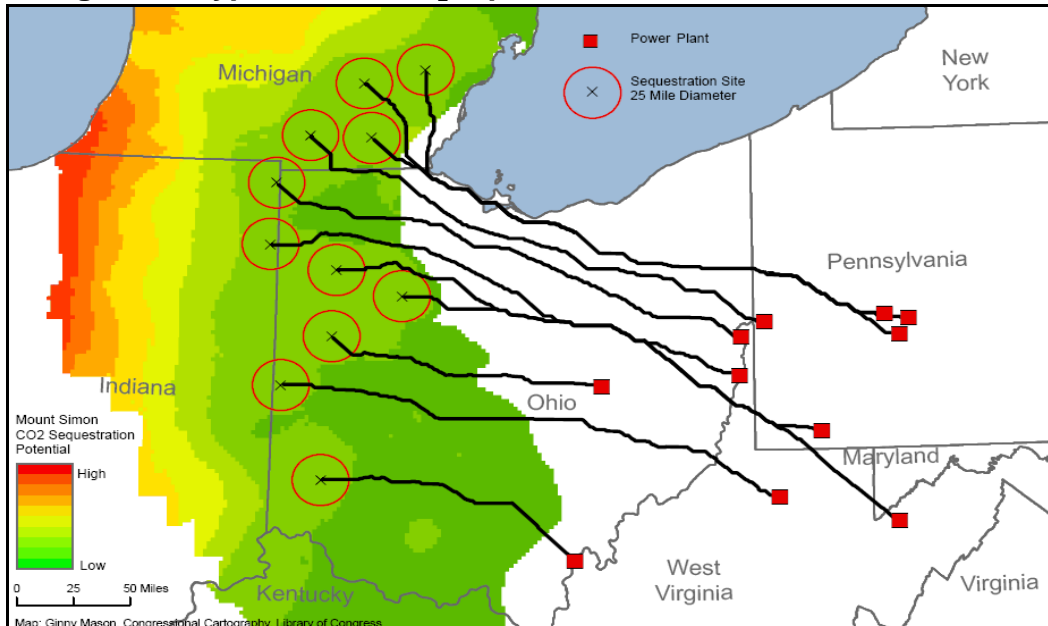 Michigan
Power Plant
Sequestration Site
25 Mile Diameter
New
York
Pennsylvania
Indiana
Ohio
Maryland
West
Virginia
Virginia
Kentucky
Mount Simon
CO2 Sequestration
Potential
High
Low
0 25 50 Miles
Map: Ginny Mason, Congressional Cartography, Library of Congress